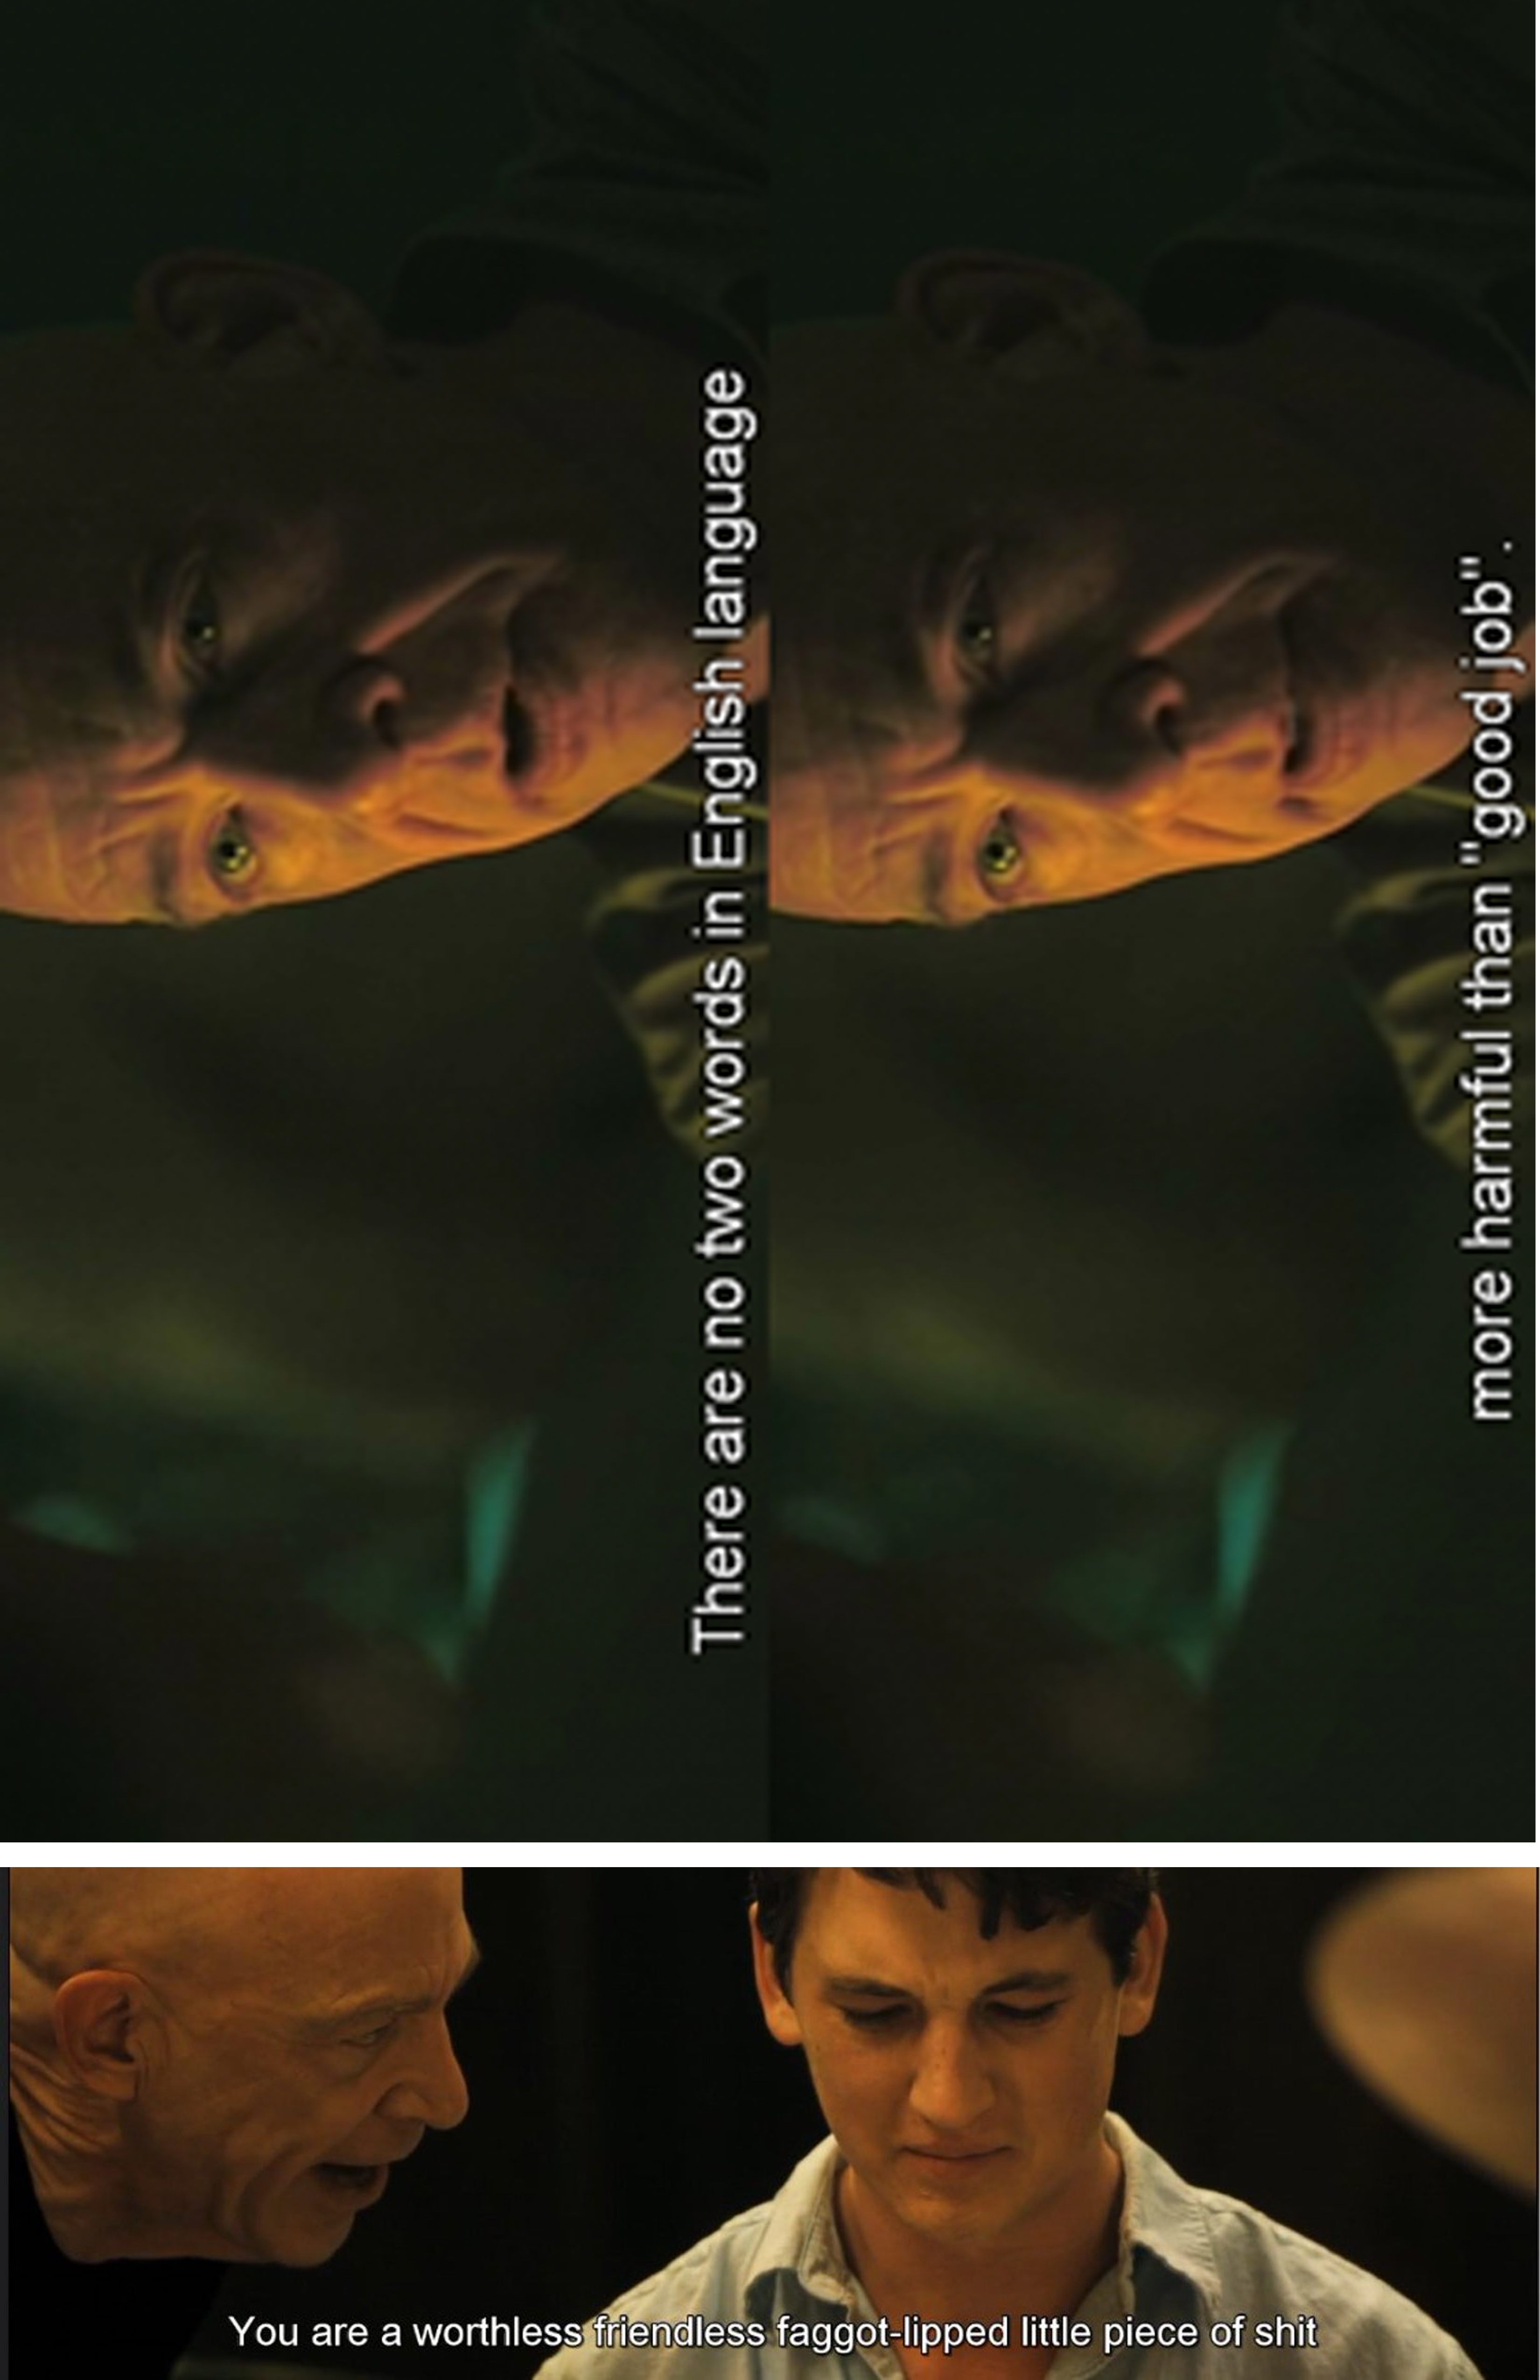 There are no two words in English language
more harmful than "good job".
You are a worthless friendless faggot-lipped little piece of shit